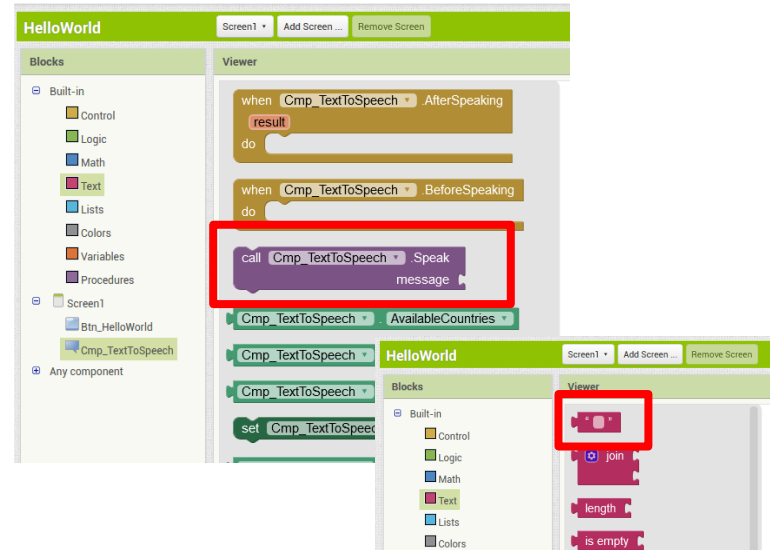 HelloWorld
Screen1 Add Screen ... Remove Screen
Blocks
Viewer
Built-in
Control
Logic
Math
Text
Lists
Colors
Variables
Procedures
Screen1
Btn_HelloWorld
Cmp_TextToSpeech
Any component
when Cmp_TextToSpeech .AfterSpeaking
result
do
when Cmp_TextToSpeech .BeforeSpeaking
do
call Cmp_TextToSpeech .Speak
message
Cmp_TextToSpeech . AvailableCountries
Cmp_TextToSpeech
Cmp_TextToSpeech
set Cmp_TextToSpeec
HelloWorld
Screen1 Add Screen ... Remove Screen
Blocks
Viewer
Built-in
Control
Logic
Math
Text
Lists
Colors
“ ”
join
length
is empty